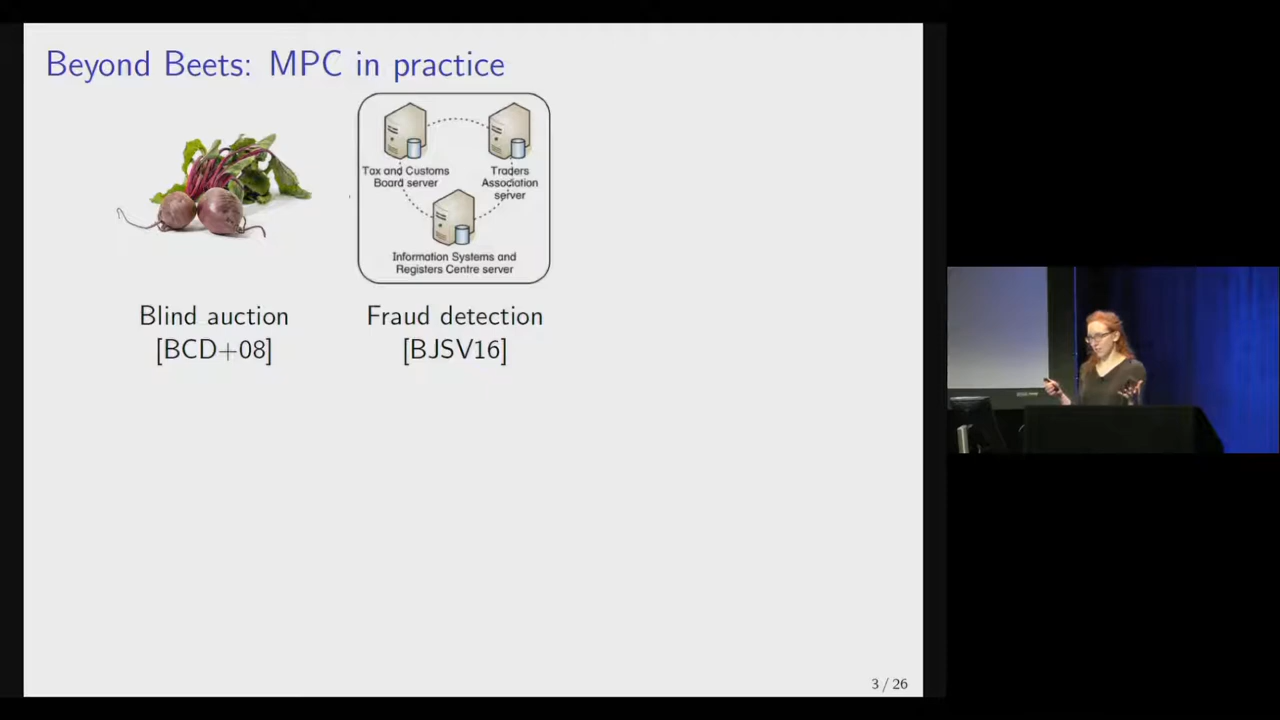 Beyond Beets: MPC in practice
Tax and Customs
Board server
Traders
Association
server
Information Systems and
Registers Centre server
Blind auction
[BCD+08]
Fraud detection
[BJSV16]
3 / 26